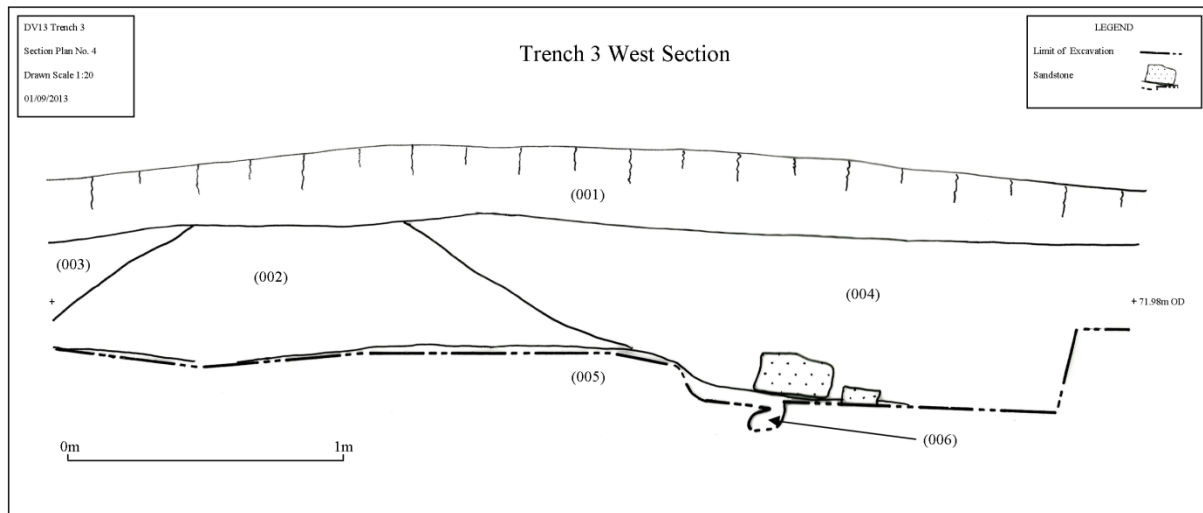 DV13 Trench 3
Section Plan No. 4
Drawn Scale 1:20
01/09/2013
Trench 3 West Section
LEGEND
Limit of Excavation
Sandstone
(001)
(003)
(002)
(004)
+
+ 71.98m OD
(005)
(006)
0m
1m